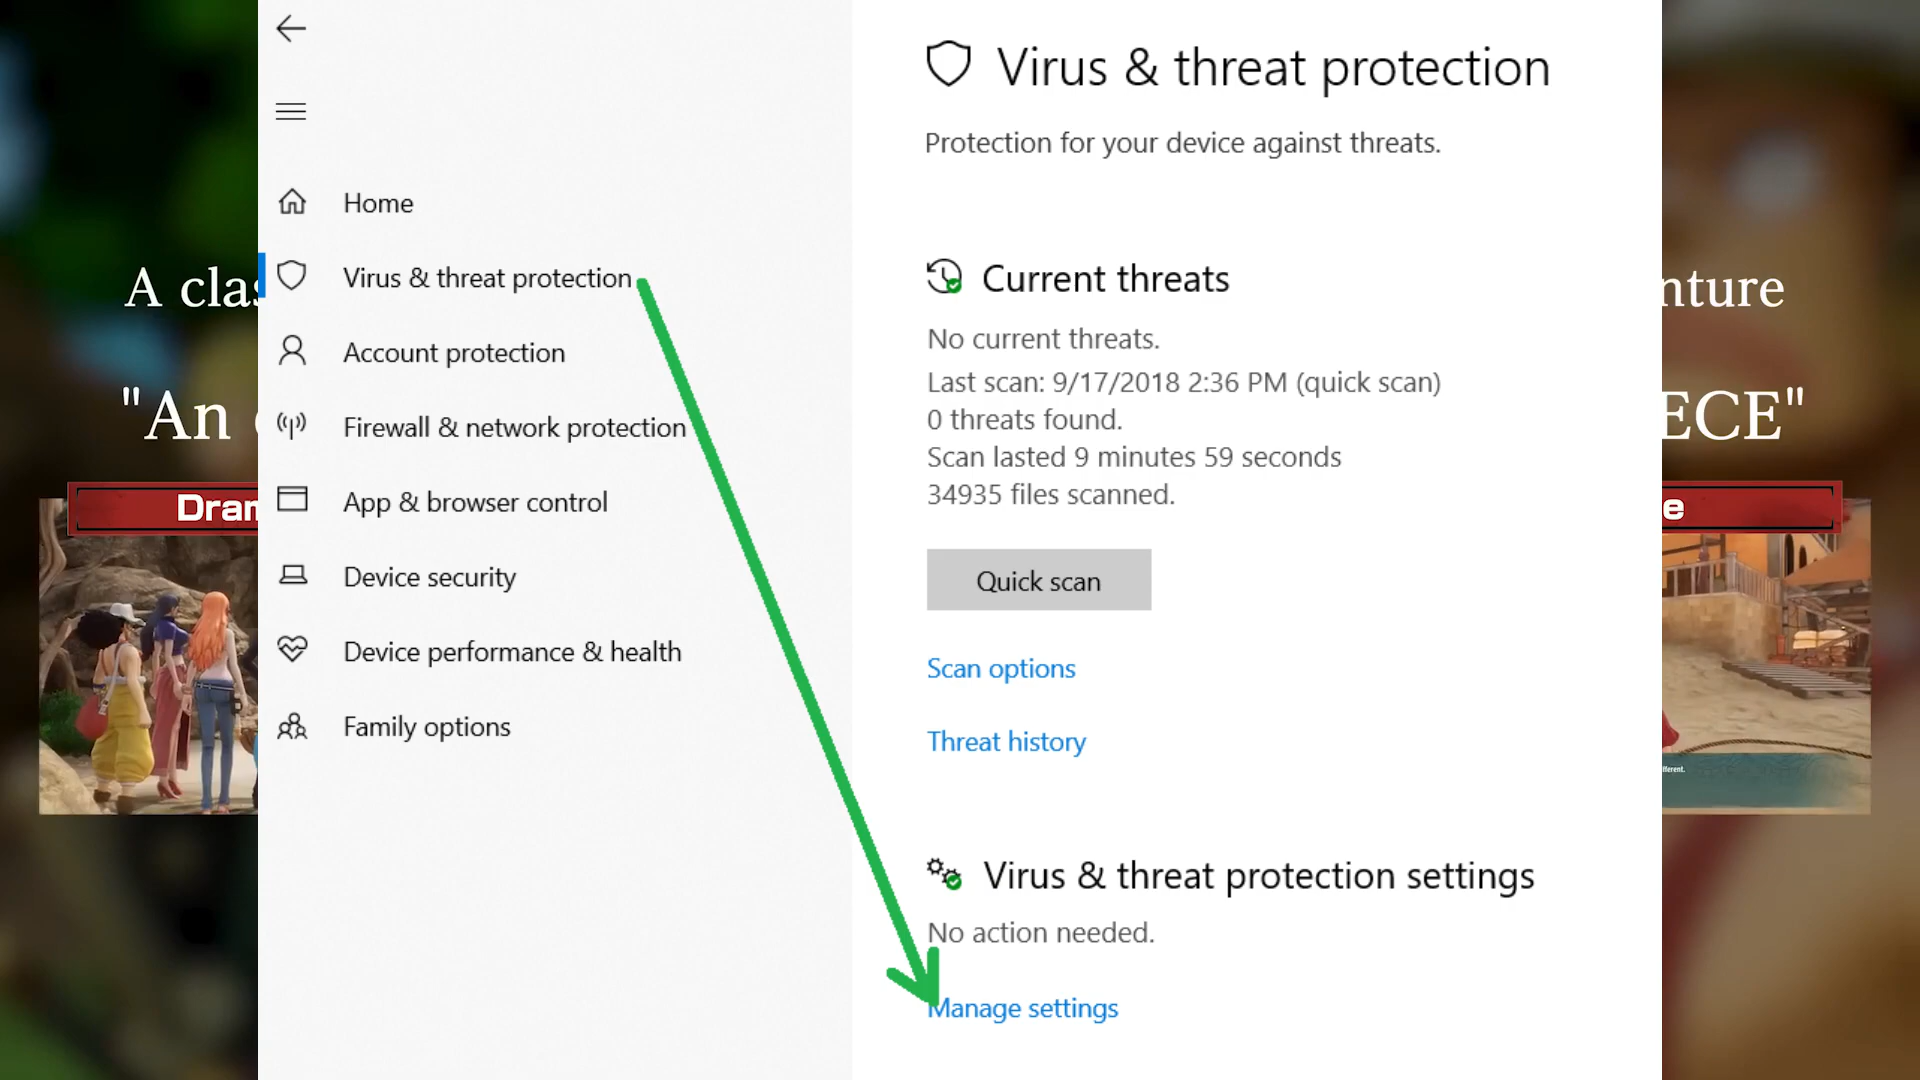 Virus & threat protection
Protection for your device against threats.
Home
Virus & threat protection
Account protection
Firewall & network protection
App & browser control
Device security
Device performance & health
Family options
Current threats
No current threats.
Last scan: 9/17/2018 2:36 PM (quick scan)
0 threats found.
Scan lasted 9 minutes 59 seconds
34935 files scanned.
Quick scan
Scan options
Threat history
Virus & threat protection settings
No action needed.
Manage settings
A clas
nture
"An
ECE"
Dram
e
fferent.